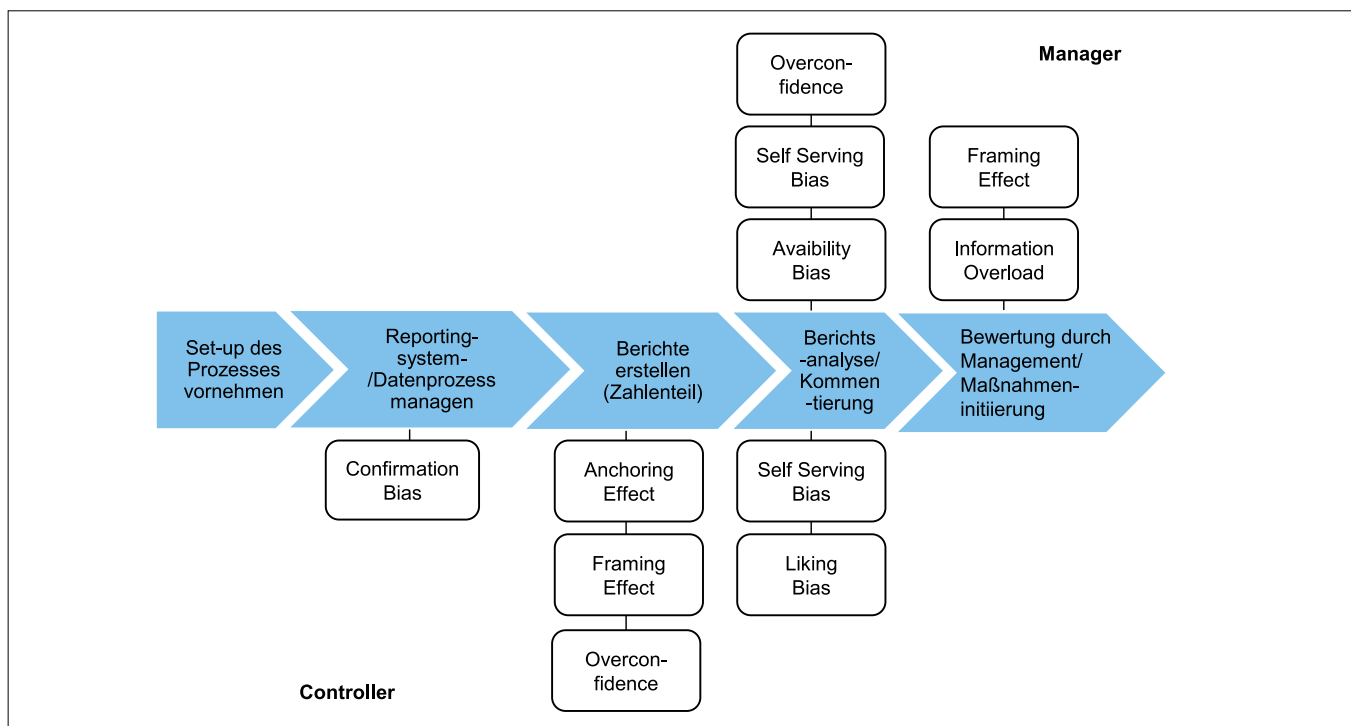 Manager
Overcon-
fidence
Self Serving
Bias
Avaibility
Bias
Framing
Effect
Information
Overload
Set-up des
Prozesses
vornehmen
Reporting-
system-
/Datenprozess
managen
Berichte
erstellen
(Zahlenteil)
Berichts
-analyse/
Kommen
-tierung
Bewertung durch
Management/
Maßnahmen-
initiierung
Confirmation
Bias
Anchoring
Effect
Framing
Effect
Overcon-
fidence
Self Serving
Bias
Liking
Bias
Controller